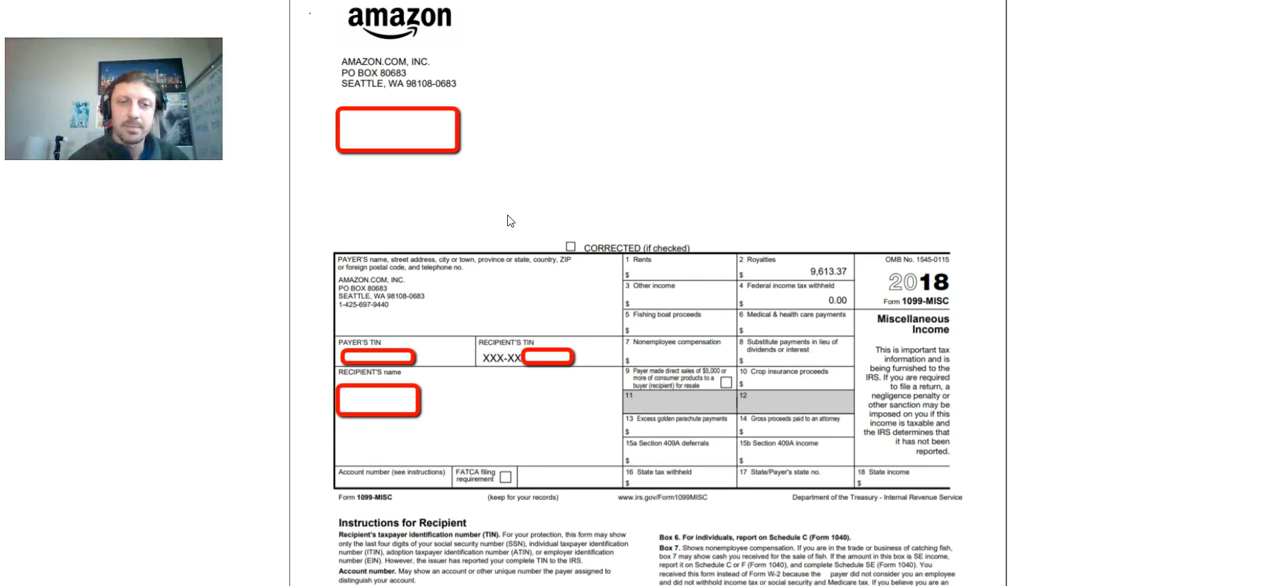 amazon
AMAZON.COM, INC.
PO BOX 80683
SEATTLE, WA 98108-0683
CORRECTED (if checked)
PAYER'S name, street address, city or town, province or state, country, ZIP
or foreign postal code, and telephone no.
AMAZON.COM, INC.
PO BOX 80683
SEATTLE, WA 98108-0683
1-425-697-9440
1 Rents
$
2 Royalties
$ 9,613.37
OMB No. 1545-0115
2018
Form 1099-MISC
3 Other income
$
4 Federal income tax withheld
$ 0.00
5 Fishing boat proceeds
$
6 Medical & health care payments
$
Miscellaneous
Income
PAYER'S TIN
RECIPIENT'S TIN
XXX-XX
7 Nonemployee compensation
$
8 Substitute payments in lieu of
dividends or interest
$
This is important tax
information and is
being furnished to the
IRS. If you are required
to file a return, a
negligence penalty or
other sanction may be
imposed on you if this
income is taxable and
the IRS determines that
it has not been
reported.
RECIPIENT'S name
9 Payer made direct sales of $5,000 or
more of consumer products to a
buyer (recipient) for resale
10 Crop insurance proceeds
$
11
12
13 Excess golden parachute payments
$
14 Gross proceeds paid to an attorney
$
15a Section 409A deferrals
$
15b Section 409A income
$
Account number (see instructions)
FATCA filing
requirement
16 State tax withheld
$
17 State/Payer's state no.
18 State income
$
Form 1099-MISC
(keep for your records)
www.irs.gov/Form1099MISC
Department of the Treasury - Internal Revenue Service
Instructions for Recipient
Recipient's taxpayer identification number (TIN). For your protection, this form may show
only the last four digits of your social security number (SSN), individual taxpayer identification
number (ITIN), adoption taxpayer identification number (ATIN), or employer identification
number (EIN). However, the issuer has reported your complete TIN to the IRS.
Account number. May show an account or other unique number the payer assigned to
distinguish your account.
Box 6. For individuals, report on Schedule C (Form 1040).
Box 7. Shows nonemployee compensation. If you are in the trade or business of catching fish,
box 7 may show cash you received for the sale of fish. If the amount in this box is SE income,
report it on Schedule C or F (Form 1040), and complete Schedule SE (Form 1040). You
received this form instead of Form W-2 because the payer did not consider you an employee
and did not withhold income tax or social security and Medicare tax. If you believe you are an